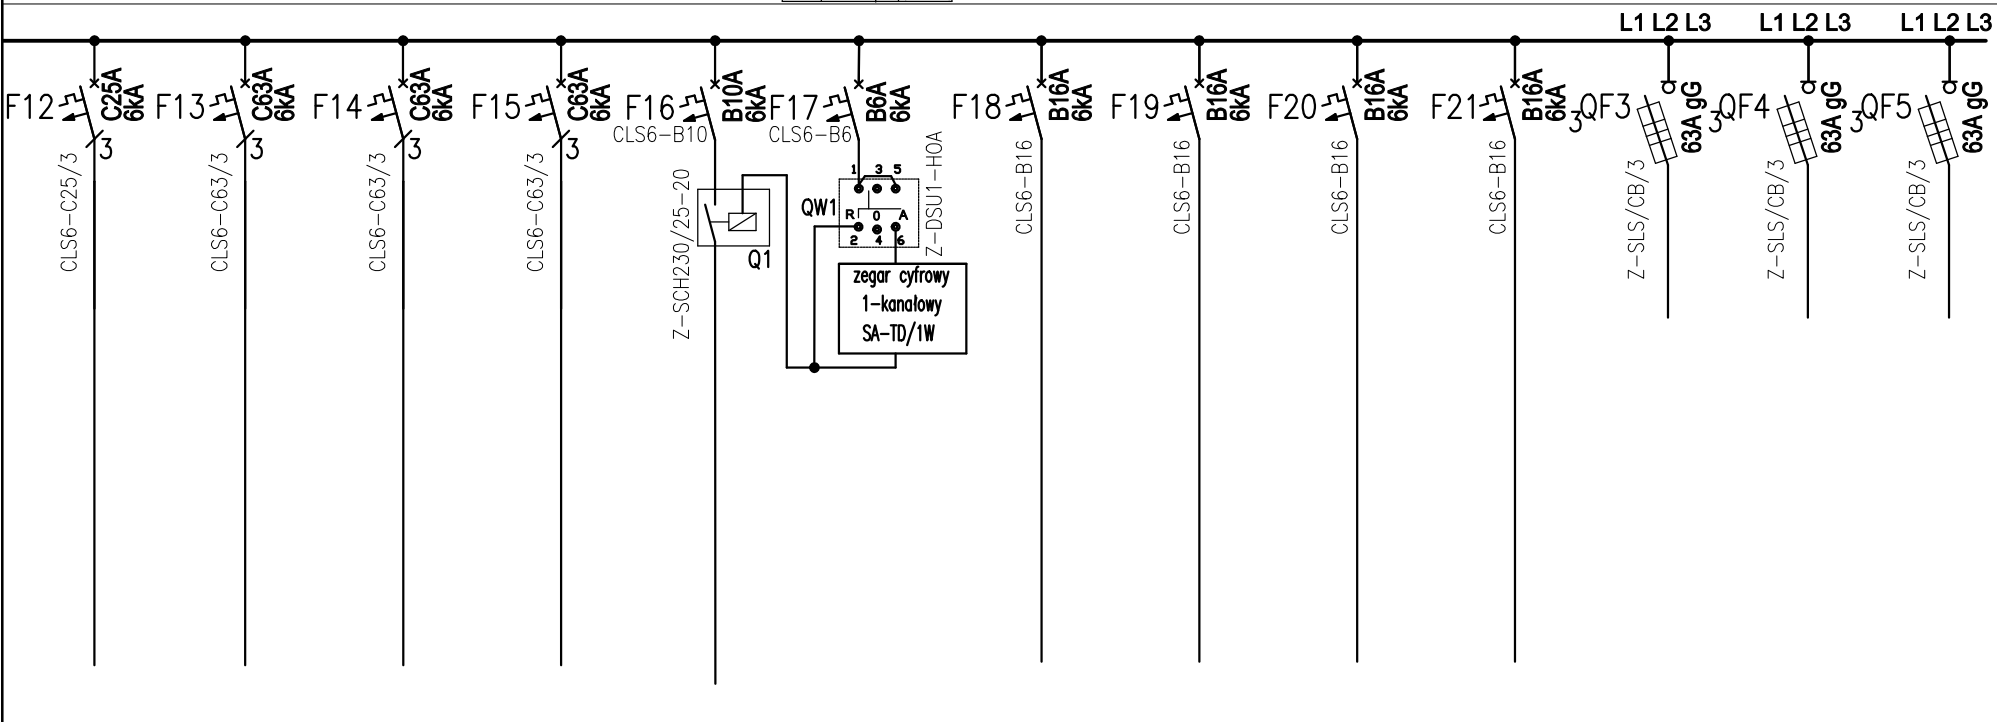 L1 L2 L3
L1 L2 L3
L1 L2 L3
F12
C25A
6kA
3
CLS6-C25/3
F13
C63A
6kA
3
CLS6-C63/3
F14
C63A
6kA
3
CLS6-C63/3
F15
C63A
6kA
3
CLS6-C63/3
F16
B10A
6kA
CLS6-B10
Z-SCH230/25-20
Q1
F17
B6A
6kA
CLS6-B6
1 3 5
QW1
R 0 A
2 4 6
Z-DSU1-HOA
zegar cyfrowy
1-kanałowy
SA-TD/1W
F18
B16A
6kA
CLS6-B16
F19
B16A
6kA
CLS6-B16
F20
B16A
6kA
CLS6-B16
F21
B16A
6kA
CLS6-B16
QF3
3
63A gG
Z-SLS/CB/3
QF4
3
63A gG
Z-SLS/CB/3
QF5
3
63A gG
Z-SLS/CB/3